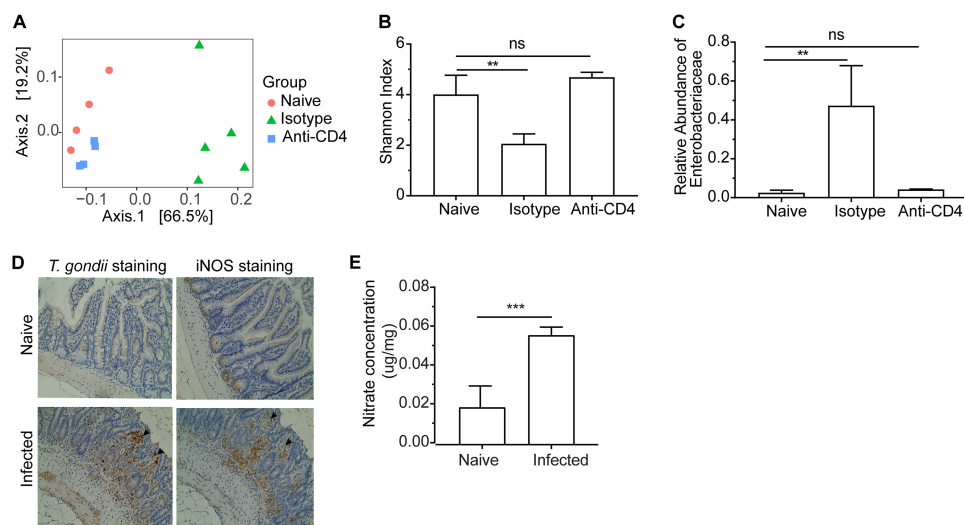 A
Axis.2 [19.2%]
0.1
0.0
−0.1 0.0 0.1 0.2
Axis.1 [66.5%]
Group
Naive
Isotype
Anti-CD4
B
Shannon Index
6
4
2
0
ns
**
Naive Isotype Anti-CD4
C
Relative Abundance of
Enterobacteriaceae
0.8
0.6
0.4
0.2
0.0
ns
**
Naive Isotype Anti-CD4
D
T. gondii staining iNOS staining
Naive
Infected
E
Nitrate concentration
(ug/mg)
0.08
0.06
0.04
0.02
0.00
***
Naive Infected